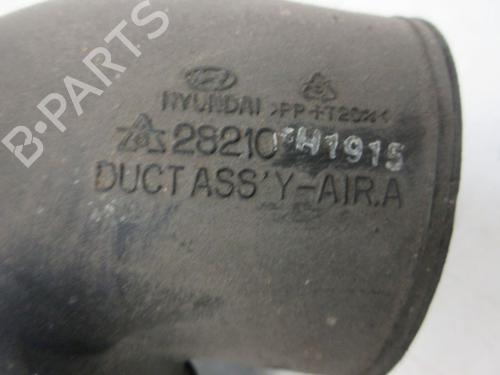 B-PARTS
HYUNDAI >PP+T20%<
28210 H1915
DUCT ASS'Y-AIR.A